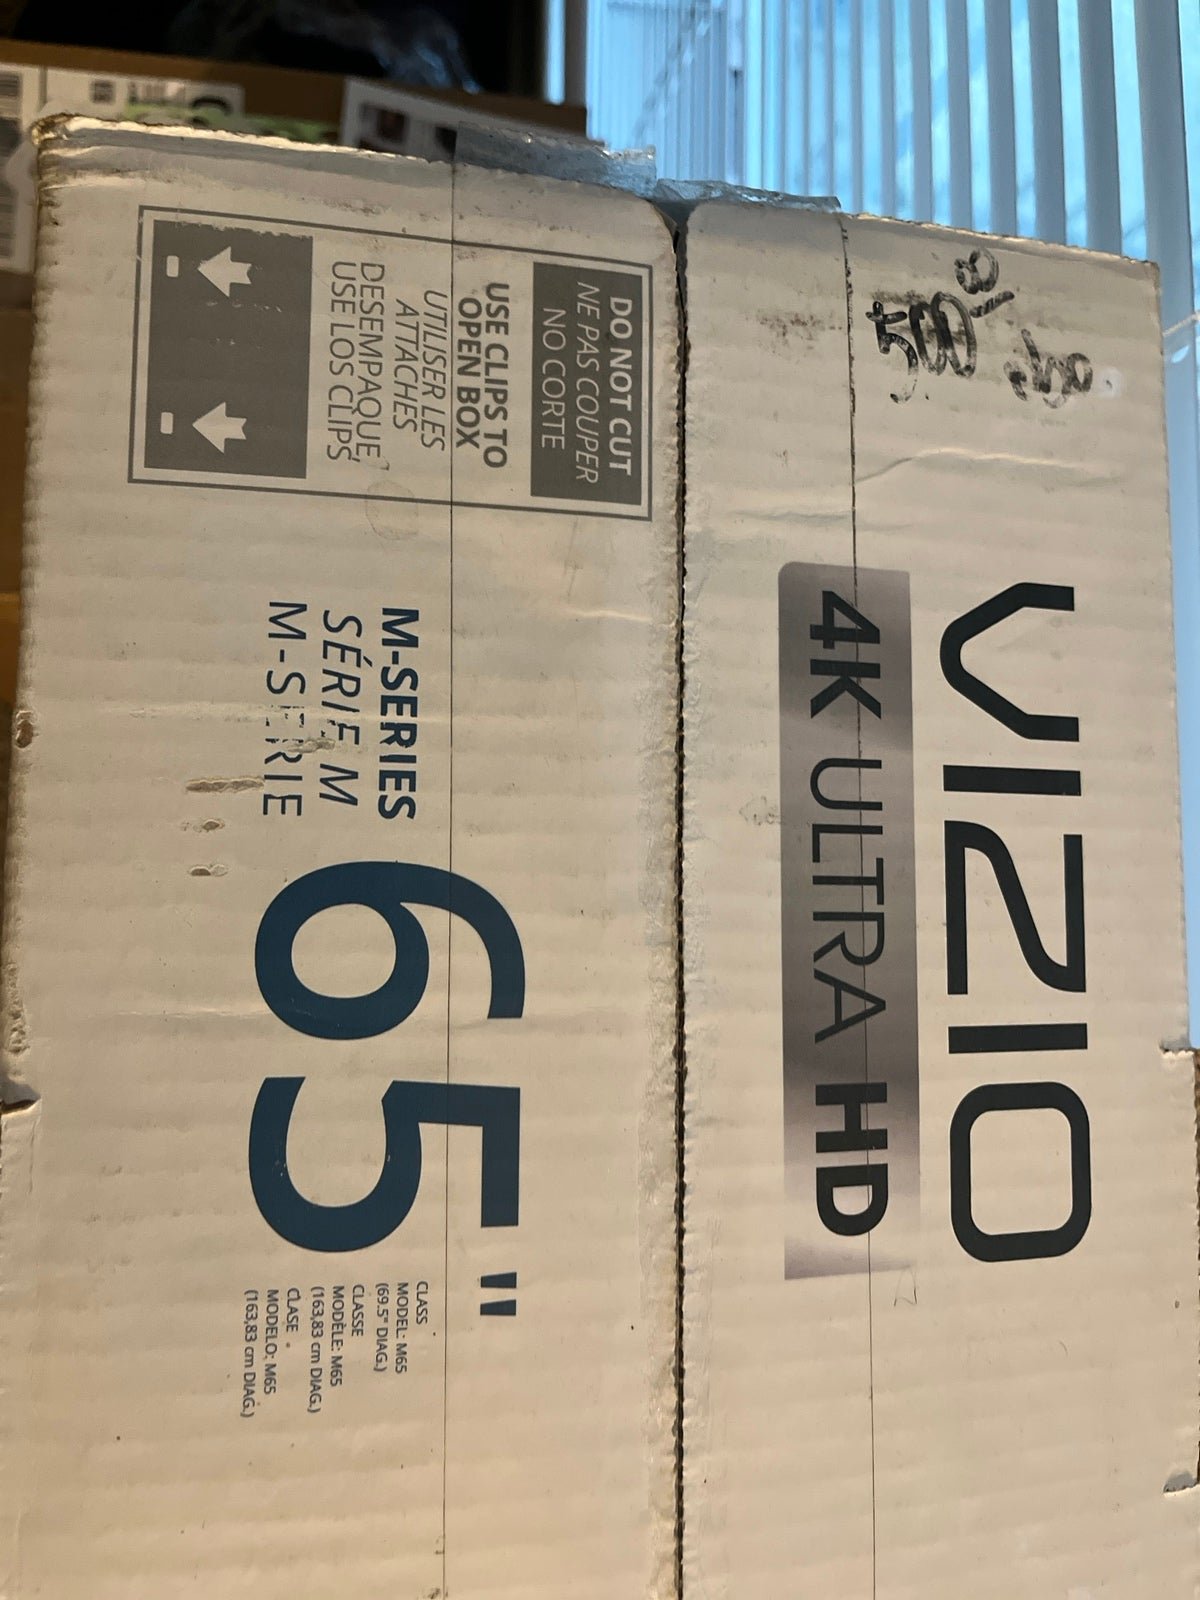 VIZIO
4K ULTRA HD
DO NOT CUT
NE PAS COUPER
NO CORTE
USE CLIPS TO
OPEN BOX
UTILISER LES
ATTACHES
DESEMPAQUE,
USE LOS CLIPS
M-SERIES
SÉRIE M
M-SERIE
65"
CLASS
MODEL: M65
(69.5" DIAG.)
CLASSE
MODÈLE: M65
(163,83 cm DIAG.)
CLASE
MODELO: M65
(163,83 cm DIAG.)